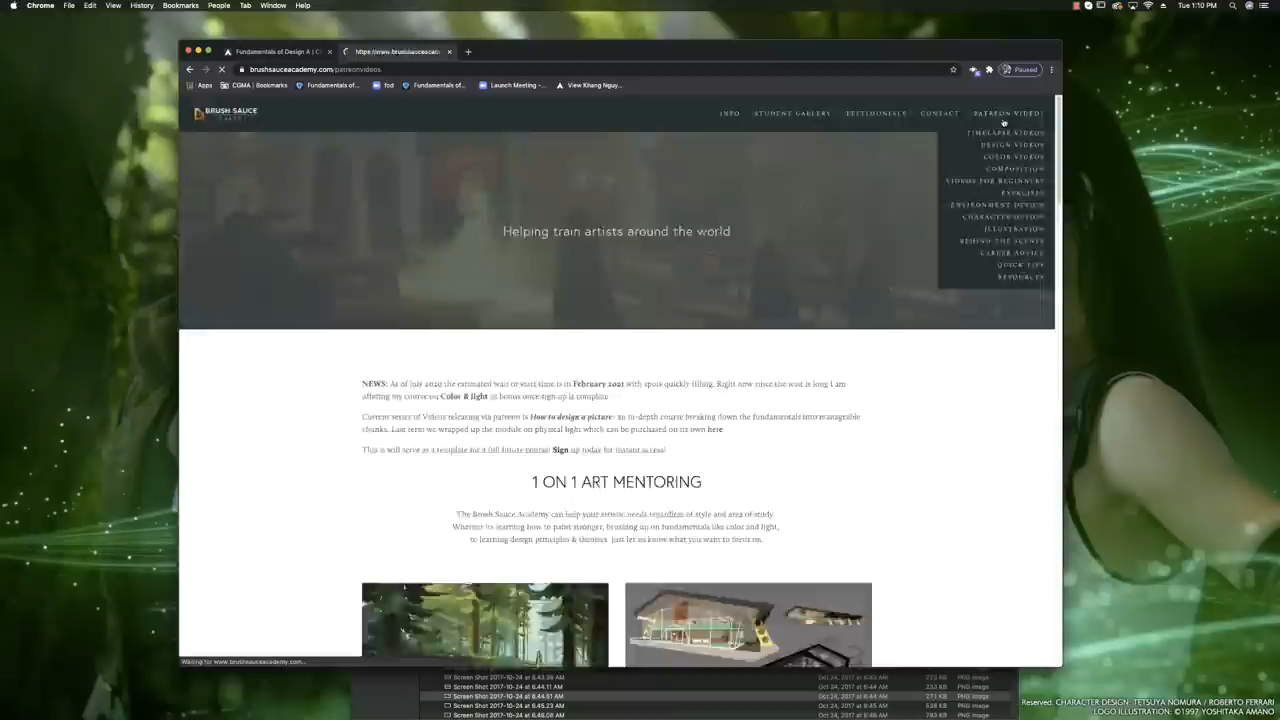 Chrome File Edit View History Bookmarks People Tab Window Help Tue 1:10 PM
Fundamentals of Design A | C https://www.brushsauceacade
brushsauceacademy.com/patreonvideos Paused
Apps CGMA | Bookmarks Fundamentals of... fod Fundamentals of... Launch Meeting -... View Khang Nguy...
BRUSH SAUCE INFO STUDENT GALLERY TESTIMONIALS CONTACT PATREON VIDEO
TIMELAPSE VIDEOS
DESIGN VIDEOS
COLOR VIDEOS
COMPOSITION
VIDEOS FOR BEGINNERS
EXERCISES
ENVIRONMENT DESIGN
CHARACTER DESIGN
ILLUSTRATION
BEHIND THE SCENES
CAREER ADVICE
QUICK TIPS
RESOURCES
Helping train artists around the world
NEWS: As of july 2020 the estimated wait or start time is in February 2021 with spots quickly filling. Right now since the wait is long I am
offering my course on Color & light as bonus once sign up is complete
Current series of Videos releasing via patreon is How to design a picture- an in-depth course breaking down the fundamentals into manageable
chunks. Last term we wrapped up the module on physical light which can be purchased on its own here
This will serve as a template for a full future course! Sign up today for instant access!
1 ON 1 ART MENTORING
The Brush Sauce Academy can help your artistic needs regardless of style and area of study.
Whether its learning how to paint stronger, brushing up on fundamentals like color and light,
to learning design principles & theories. Just let us know what you want to focus on.
Waiting for www.brushsauceacademy.com...
Screen Shot 2017-10-24 at 6.43.38 AM Oct 24, 2017 at 6:43 AM KB PNG image
Screen Shot 2017-10-24 at 6.44.11 AM Oct 24, 2017 at 6:44 AM 233 KB PNG image
Screen Shot 2017-10-24 at 6.44.51 AM Oct 24, 2017 at 6:44 AM 271 KB PNG image
Screen Shot 2017-10-24 at 6.45.23 AM Oct 24, 2017 at 6:45 AM 538 KB PNG image
Screen Shot 2017-10-24 at 6.46.08 AM Oct 24, 2017 at 6:46 AM 763 KB PNG image
Reserved. CHARACTER DESIGN : TETSUYA NOMURA / ROBERTO FERRARI
LOGO ILLUSTRATION : ©1997 YOSHITAKA AMANO